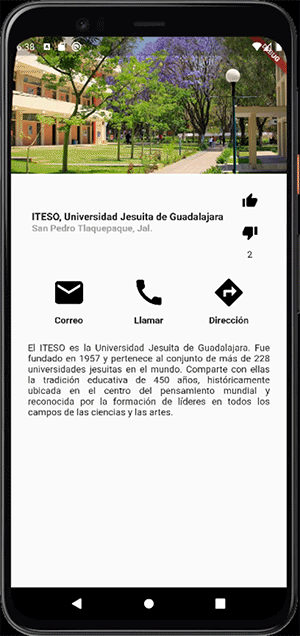 6:38
DEBUG
ITESO, Universidad Jesuita de Guadalajara
San Pedro Tlaquepaque, Jal.
2
Correo Llamar Dirección
El ITESO es la Universidad Jesuita de Guadalajara. Fue
fundado en 1957 y pertenece al conjunto de más de 228
universidades jesuitas en el mundo. Comparte con ellas
la tradición educativa de 450 años, históricamente
ubicada en el centro del pensamiento mundial y
reconocida por la formación de líderes en todos los
campos de las ciencias y las artes.